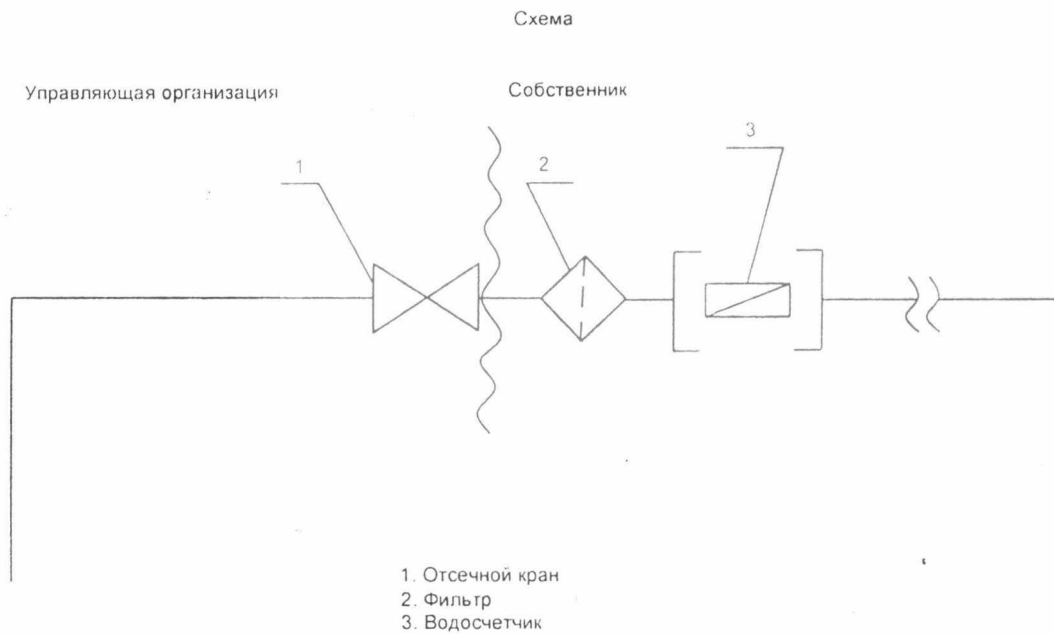 Схема
Управляющая организация
Собственник
1
2
3
1. Отсечной кран
2. Фильтр
3. Водосчетчик